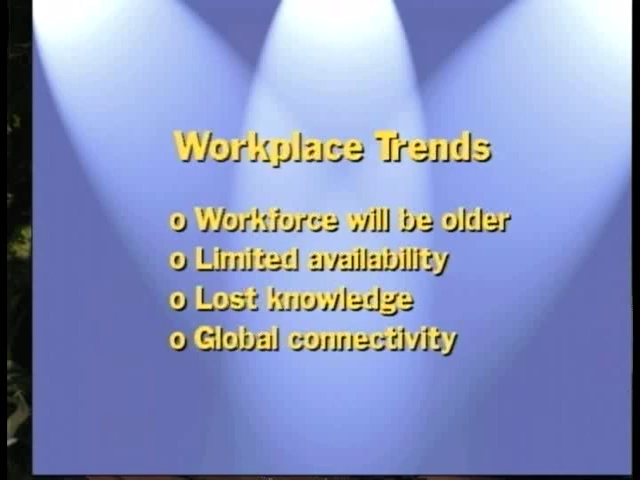 Workplace Trends
o Workforce will be older
o Limited availability
o Lost knowledge
o Global connectivity